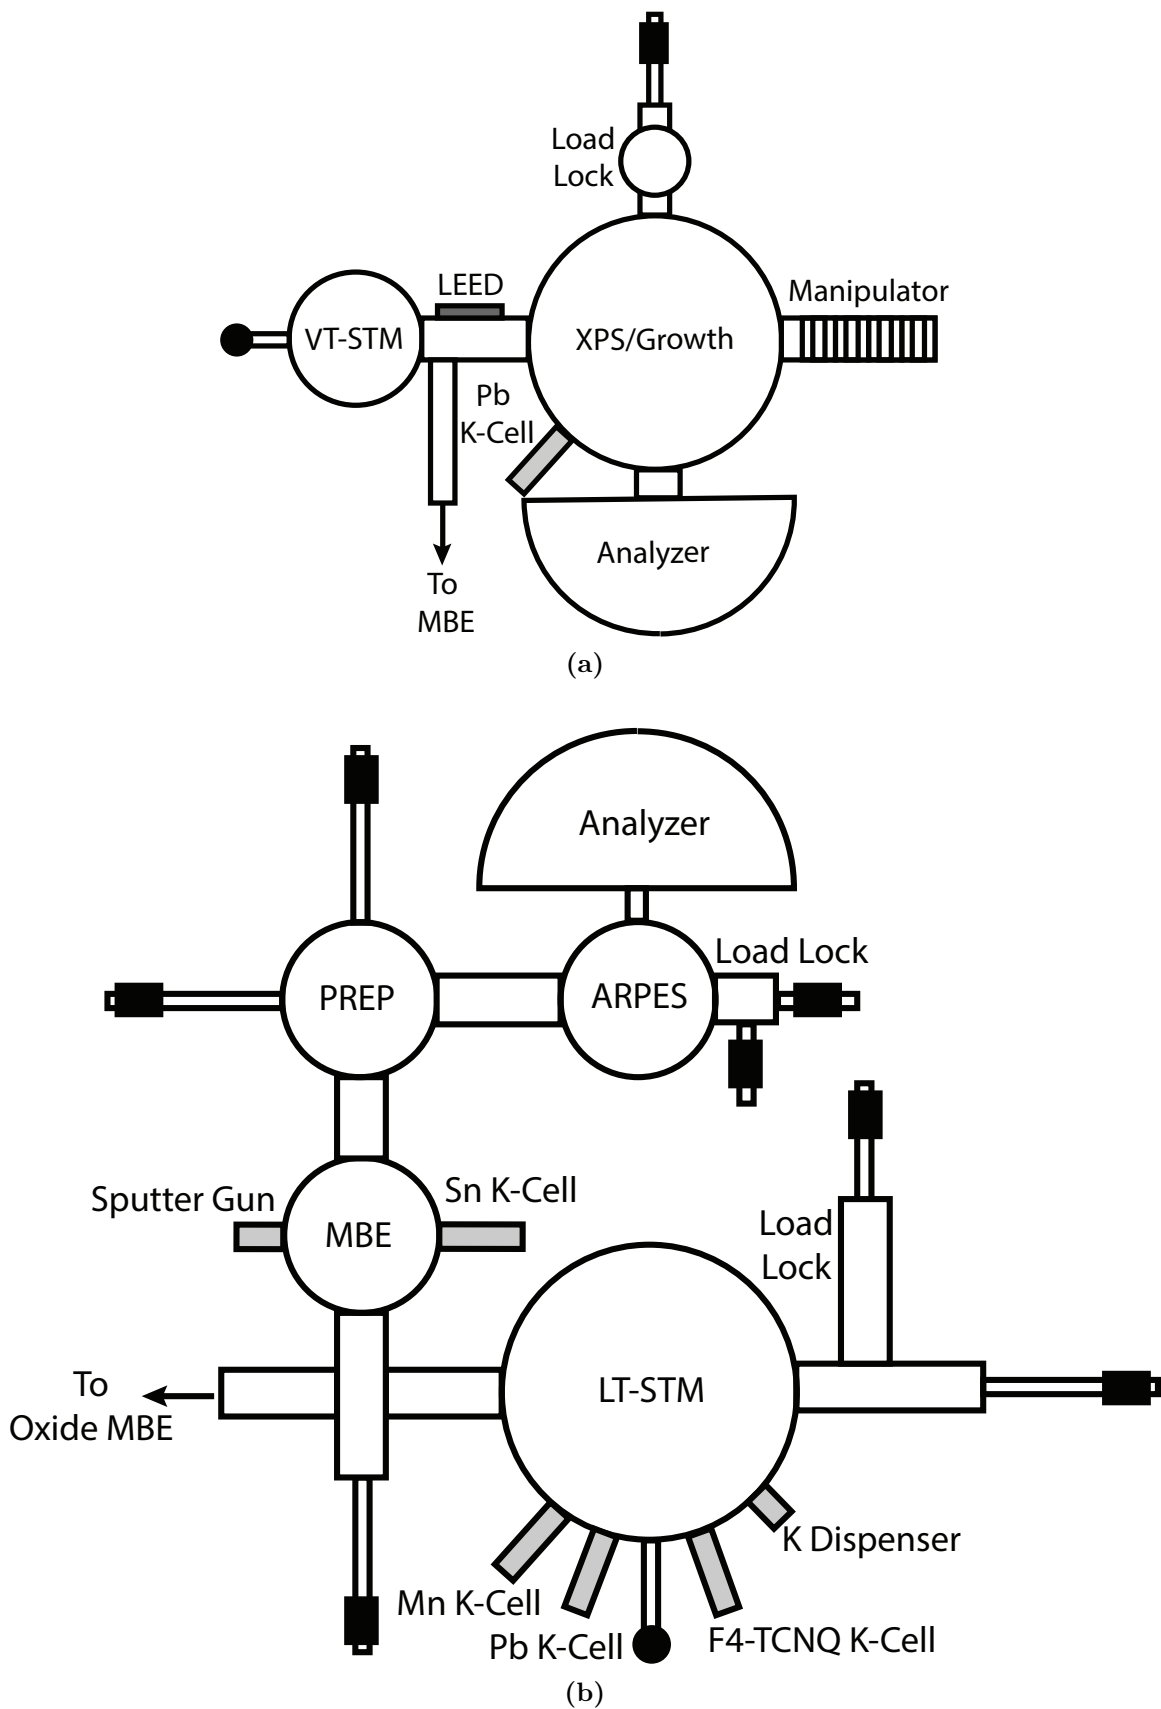 Load
Lock
LEED
Manipulator
VT-STM
XPS/Growth
Pb
K-Cell
Analyzer
To
MBE
(a)
Analyzer
Load Lock
PREP
ARPES
Sputter Gun
Sn K-Cell
MBE
Load
Lock
To
Oxide MBE
LT-STM
K Dispenser
Mn K-Cell
Pb K-Cell
F4-TCNQ K-Cell
(b)